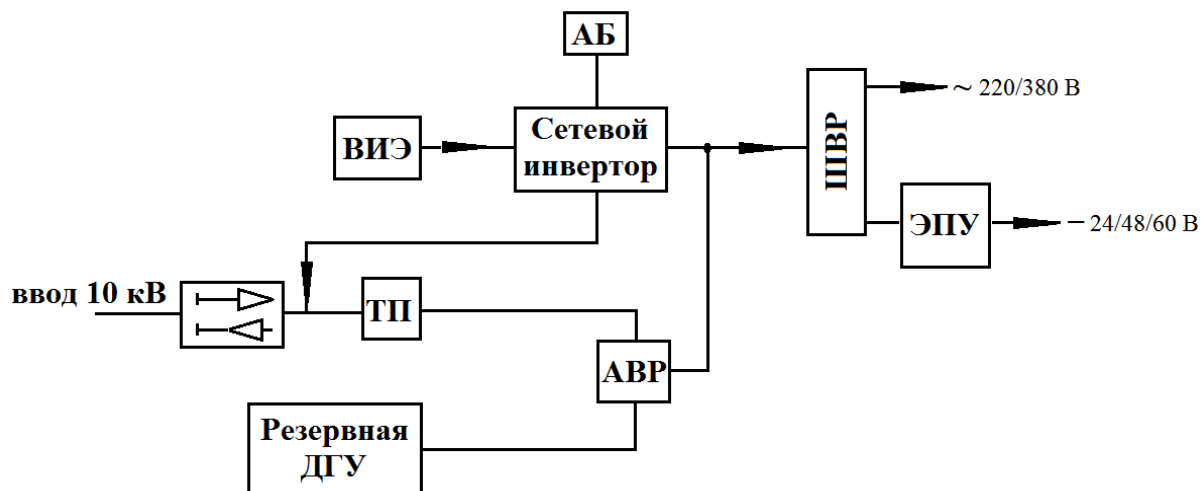 АБ
~ 220/380 В
ВИЭ
Сетевой
инвертор
ШВР
ЭПУ
— 24/48/60 В
ввод 10 кВ
ТП
АВР
Резервная
ДГУ